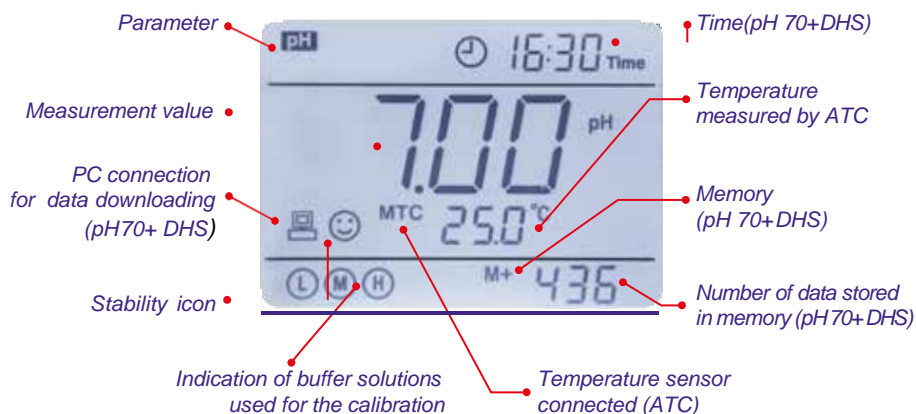 Parameter
pH
16:30 Time
Time(pH 70+DHS)
Measurement value
7.00 pH
Temperature
measured by ATC
PC connection
for data downloading
(pH70+ DHS)
MTC 25.0 °C
Memory
(pH 70+DHS)
Stability icon
L M H
M+ 436
Number of data stored
in memory (pH70+DHS)
Indication of buffer solutions
used for the calibration
Temperature sensor
connected (ATC)